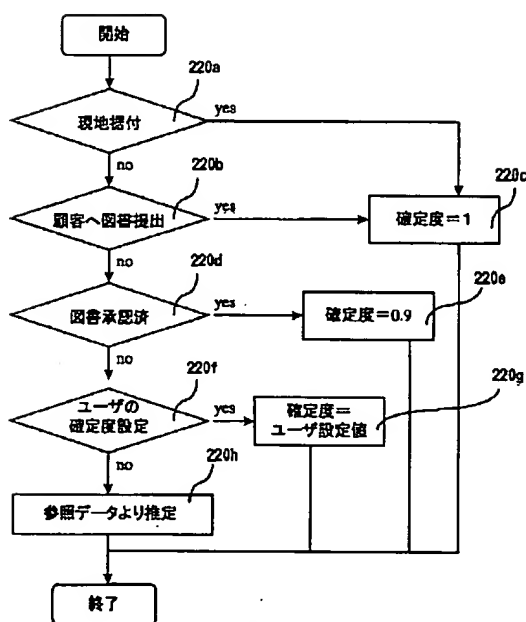 開始
220a
現地据付
yes
no
220b
220c
顧客へ図書提出
yes
確定度=1
no
220d
図書承認済
yes
確定度=0.9
220e
no
220f
220g
ユーザの
確定度設定
yes
確定度=
ユーザ設定値
no
220h
参照データより推定
終了